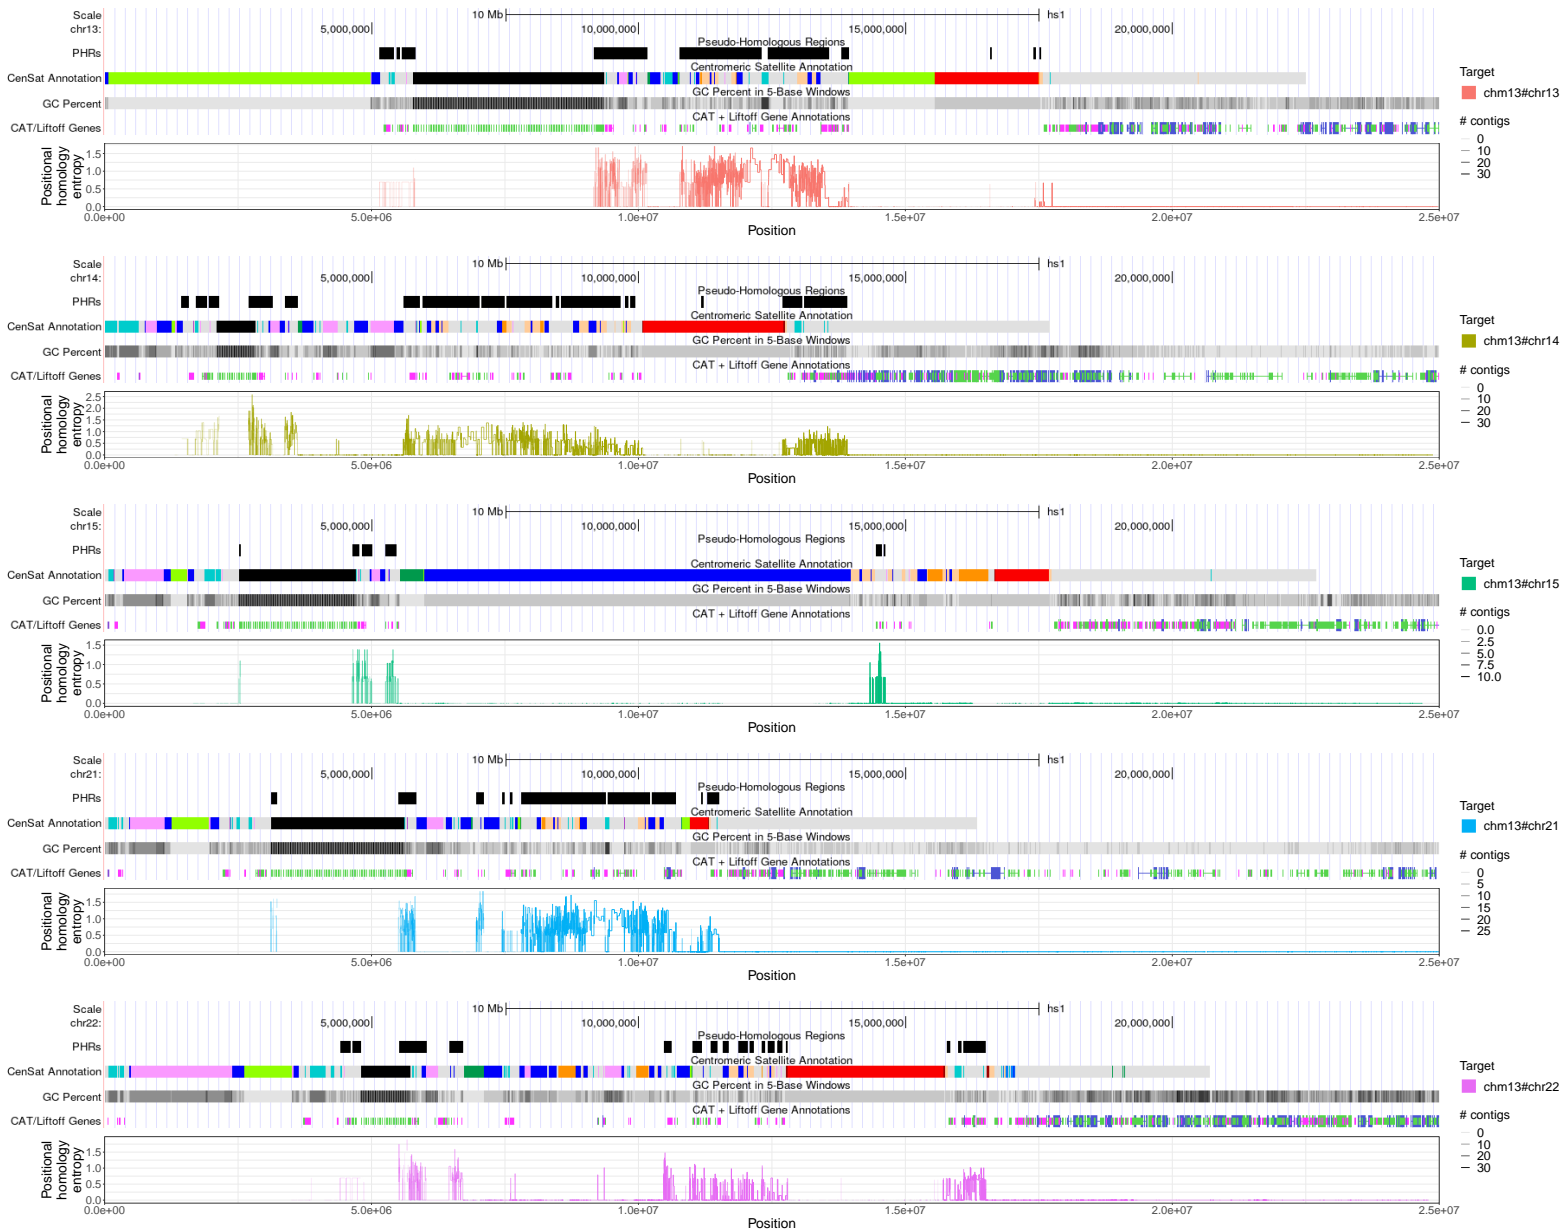 Scale 10 Mb hs1
chr13: 5,000,000 10,000,000 15,000,000 20,000,000
Pseudo-Homologous Regions
PHRs
Centromeric Satellite Annotation
CenSat Annotation
GC Percent in 5-Base Windows
GC Percent
CAT + Liftoff Gene Annotations
CAT/Liftoff Genes
Positional homology entropy
1.5
1.0
0.5
0.0
0.0e+00 5.0e+06 1.0e+07 1.5e+07 2.0e+07 2.5e+07
Position
Target
chm13#chr13
# contigs
0
10
20
30
Scale 10 Mb hs1
chr14: 5,000,000 10,000,000 15,000,000 20,000,000
Pseudo-Homologous Regions
PHRs
Centromeric Satellite Annotation
CenSat Annotation
GC Percent in 5-Base Windows
GC Percent
CAT + Liftoff Gene Annotations
CAT/Liftoff Genes
Positional homology entropy
2.5
2.0
1.5
1.0
0.5
0.0
0.0e+00 5.0e+06 1.0e+07 1.5e+07 2.0e+07 2.5e+07
Position
Target
chm13#chr14
# contigs
0
10
20
30
Scale 10 Mb hs1
chr15: 5,000,000 10,000,000 15,000,000 20,000,000
Pseudo-Homologous Regions
PHRs
Centromeric Satellite Annotation
CenSat Annotation
GC Percent in 5-Base Windows
GC Percent
CAT + Liftoff Gene Annotations
CAT/Liftoff Genes
Positional homology entropy
1.5
1.0
0.5
0.0
0.0e+00 5.0e+06 1.0e+07 1.5e+07 2.0e+07 2.5e+07
Position
Target
chm13#chr15
# contigs
0.0
2.5
5.0
7.5
10.0
Scale 10 Mb hs1
chr21: 5,000,000 10,000,000 15,000,000 20,000,000
Pseudo-Homologous Regions
PHRs
Centromeric Satellite Annotation
CenSat Annotation
GC Percent in 5-Base Windows
GC Percent
CAT + Liftoff Gene Annotations
CAT/Liftoff Genes
Positional homology entropy
1.5
1.0
0.5
0.0
0.0e+00 5.0e+06 1.0e+07 1.5e+07 2.0e+07 2.5e+07
Position
Target
chm13#chr21
# contigs
0
5
10
15
20
25
Scale 10 Mb hs1
chr22: 5,000,000 10,000,000 15,000,000 20,000,000
Pseudo-Homologous Regions
PHRs
Centromeric Satellite Annotation
CenSat Annotation
GC Percent in 5-Base Windows
GC Percent
CAT + Liftoff Gene Annotations
CAT/Liftoff Genes
Positional homology entropy
1.5
1.0
0.5
0.0
0.0e+00 5.0e+06 1.0e+07 1.5e+07 2.0e+07 2.5e+07
Position
Target
chm13#chr22
# contigs
0
10
20
30